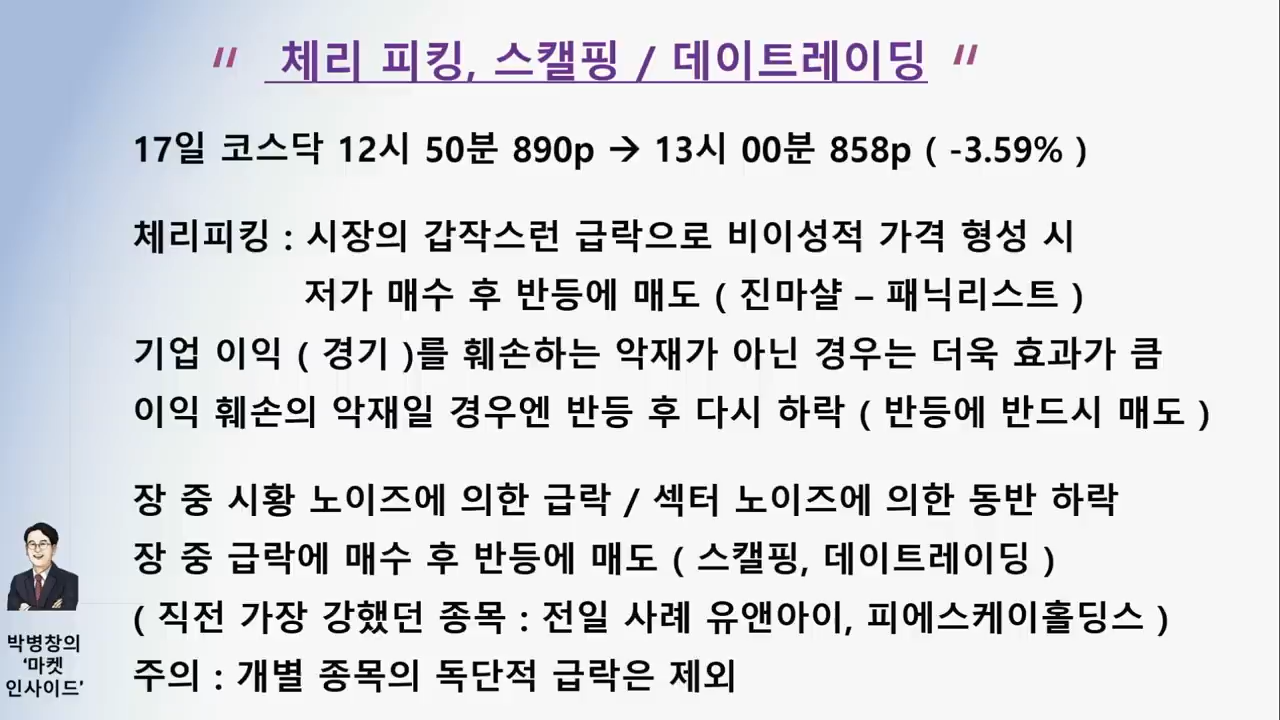 " 체리 피킹, 스캘핑 / 데이트레이딩 "
17일 코스닥 12시 50분 890p → 13시 00분 858p ( -3.59% )
체리피킹 : 시장의 갑작스런 급락으로 비이성적 가격 형성 시
저가 매수 후 반등에 매도 ( 진마샬 – 패닉리스트 )
기업 이익 ( 경기 )를 훼손하는 악재가 아닌 경우는 더욱 효과가 큼
이익 훼손의 악재일 경우엔 반등 후 다시 하락 ( 반등에 반드시 매도 )
장 중 시황 노이즈에 의한 급락 / 섹터 노이즈에 의한 동반 하락
장 중 급락에 매수 후 반등에 매도 ( 스캘핑, 데이트레이딩 )
( 직전 가장 강했던 종목 : 전일 사례 유앤아이, 피에스케이홀딩스 )
주의 : 개별 종목의 독단적 급락은 제외
박병창의
‘마켓
인사이드’